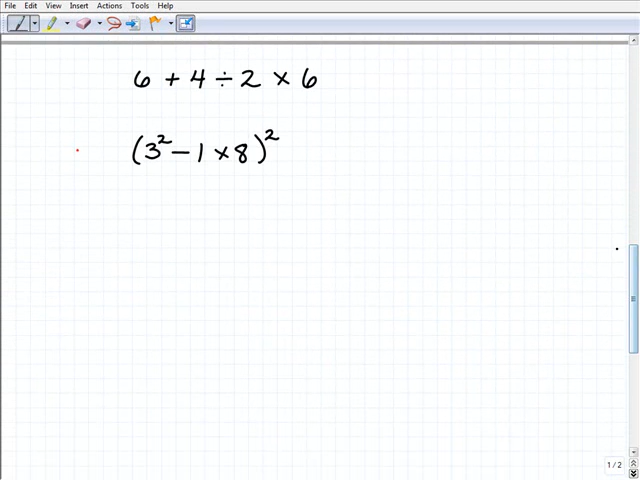 File Edit View Insert Actions Tools Help
6 + 4 ÷ 2 × 6
(3² − 1 × 8)²
1 / 2